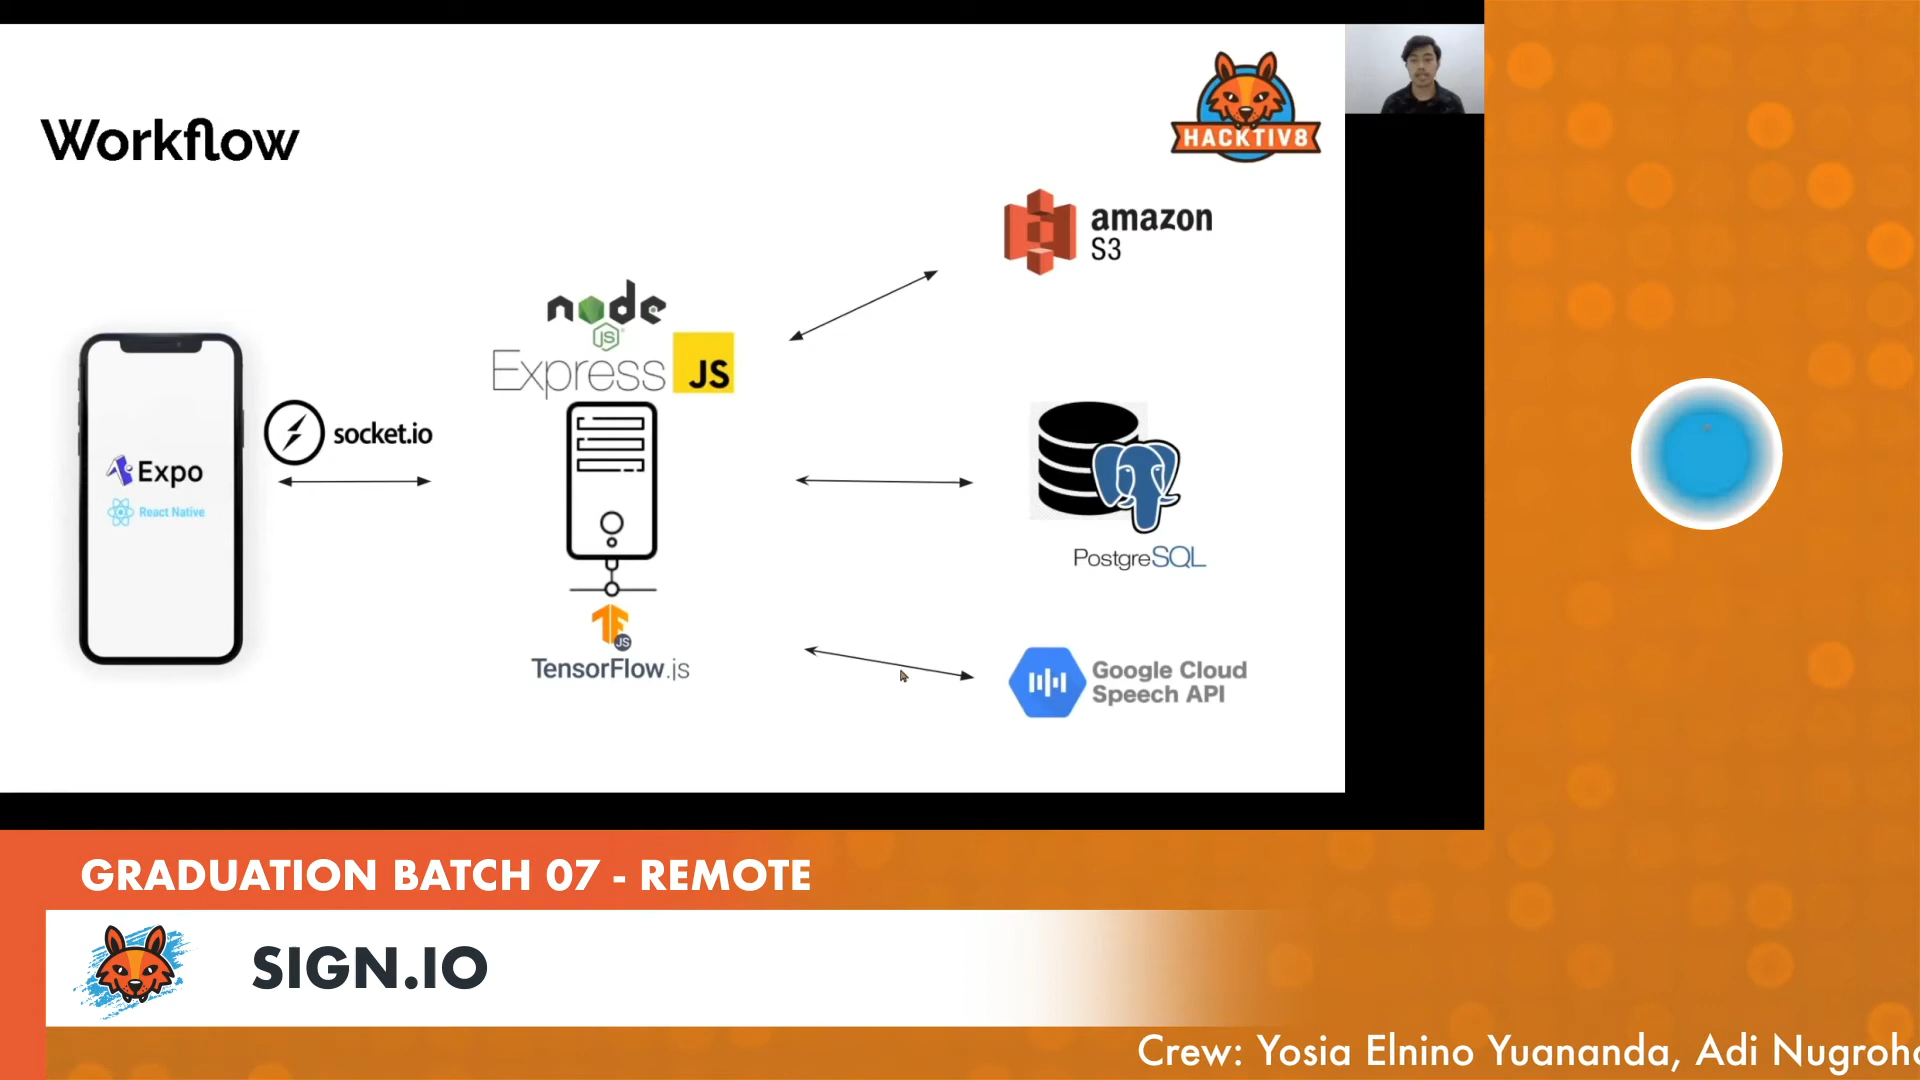 Workflow
HACKTIV8
amazon
S3
node
JS
Express
JS
socket.io
Expo
React Native
PostgreSQL
JS
TensorFlow.js
Google Cloud
Speech API
GRADUATION BATCH 07 - REMOTE
SIGN.IO
Crew: Yosia Elnino Yuananda, Adi Nugroho